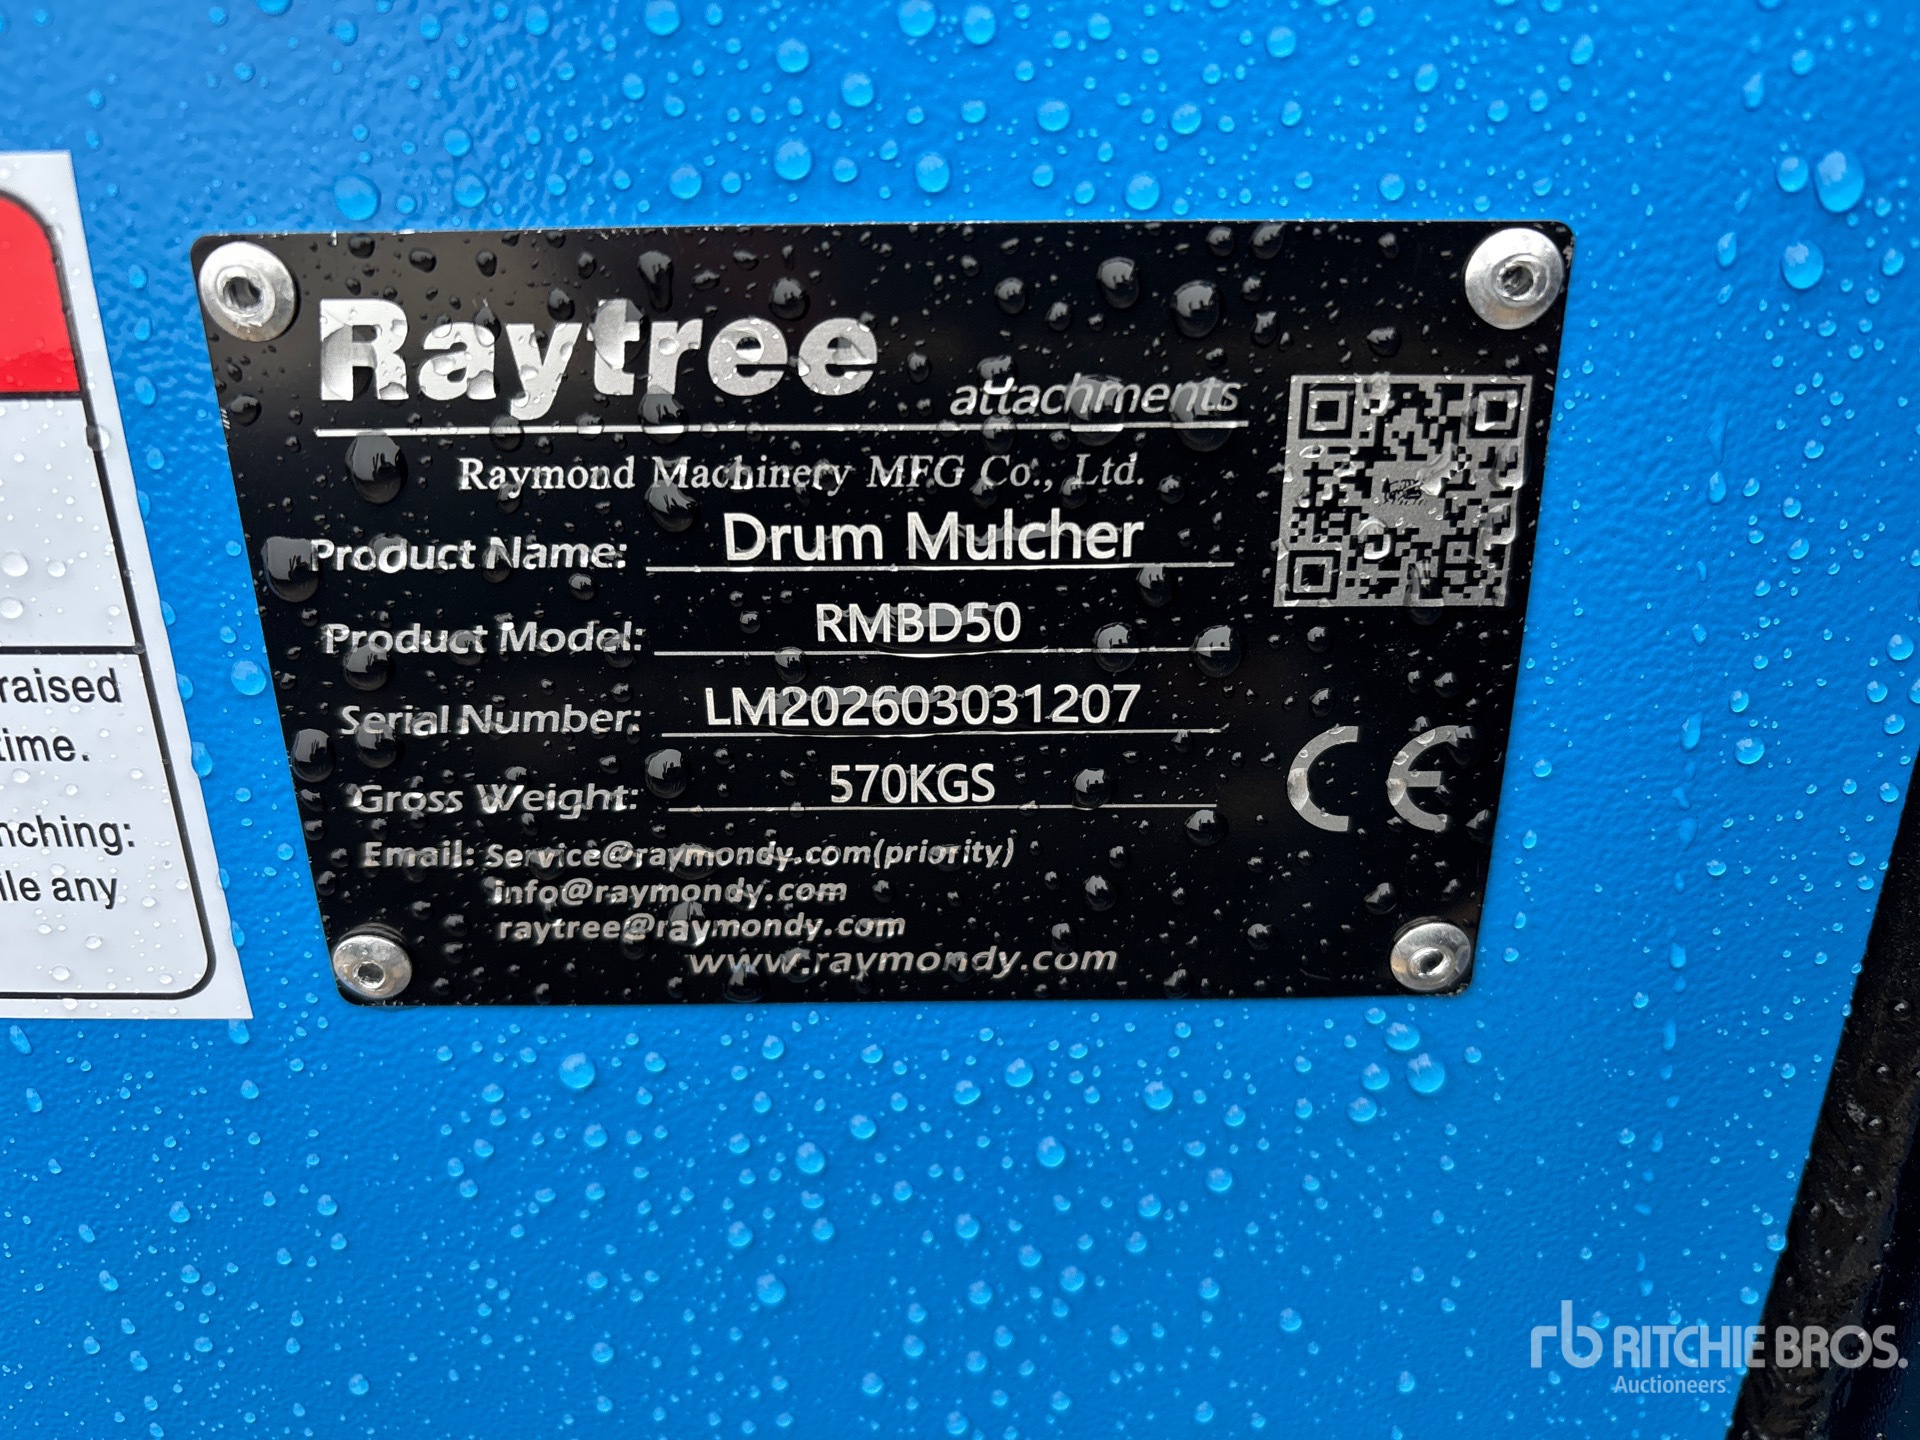 Raytree
attachments
Raymond Machinery MFG Co., Ltd.
Product Name: Drum Mulcher
Product Model: RMBD50
Serial Number: LM202603031207
Gross Weight: 570KGS
Email: Service@raymondy.com(priority)
info@raymondy.com
raytree@raymondy.com
www.raymondy.com
CE
raised
time.
nching:
ile any
rb RITCHIE BROS.
Auctioneers